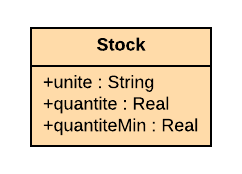 Stock
+unite : String
+quantite : Real
+quantiteMin : Real